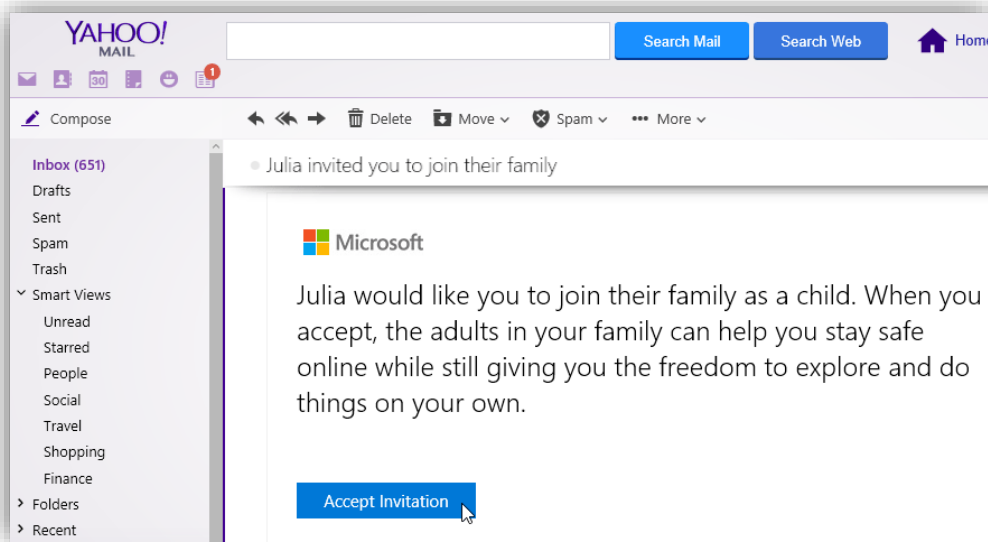 YAHOO!
MAIL
Search Mail
Search Web
Home
30
1
Compose
Delete
Move
Spam
More
Inbox (651)
Drafts
Sent
Spam
Trash
Smart Views
Unread
Starred
People
Social
Travel
Shopping
Finance
Folders
Recent
Julia invited you to join their family
Microsoft
Julia would like you to join their family as a child. When you
accept, the adults in your family can help you stay safe
online while still giving you the freedom to explore and do
things on your own.
Accept Invitation